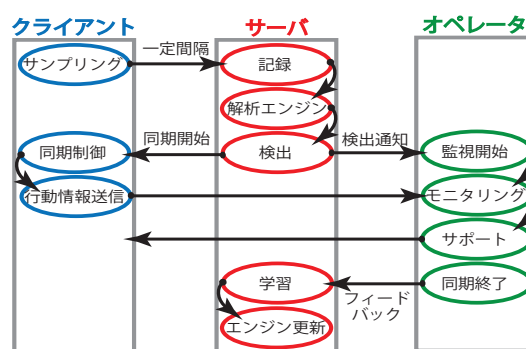 クライアント
サーバ
オペレータ
サンプリング
一定間隔
記録
解析エンジン
同期制御
同期開始
検出
検出通知
監視開始
行動情報送信
モニタリング
サポート
学習
フィード
バック
同期終了
エンジン更新